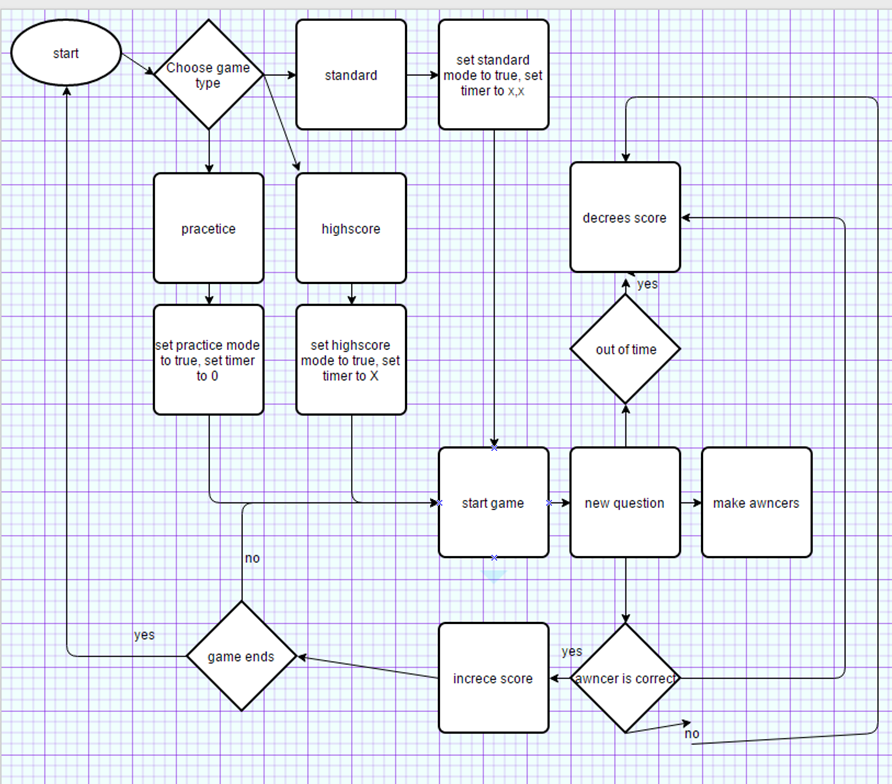 start
Choose game
type
standard
set standard
mode to true, set
timer to x,x
pracetice
highscore
decrees score
yes
set practice mode
to true, set timer
to 0
set highscore
mode to true, set
timer to X
out of time
start game
new question
make awncers
no
yes
game ends
increce score
yes
awncer is correct
no